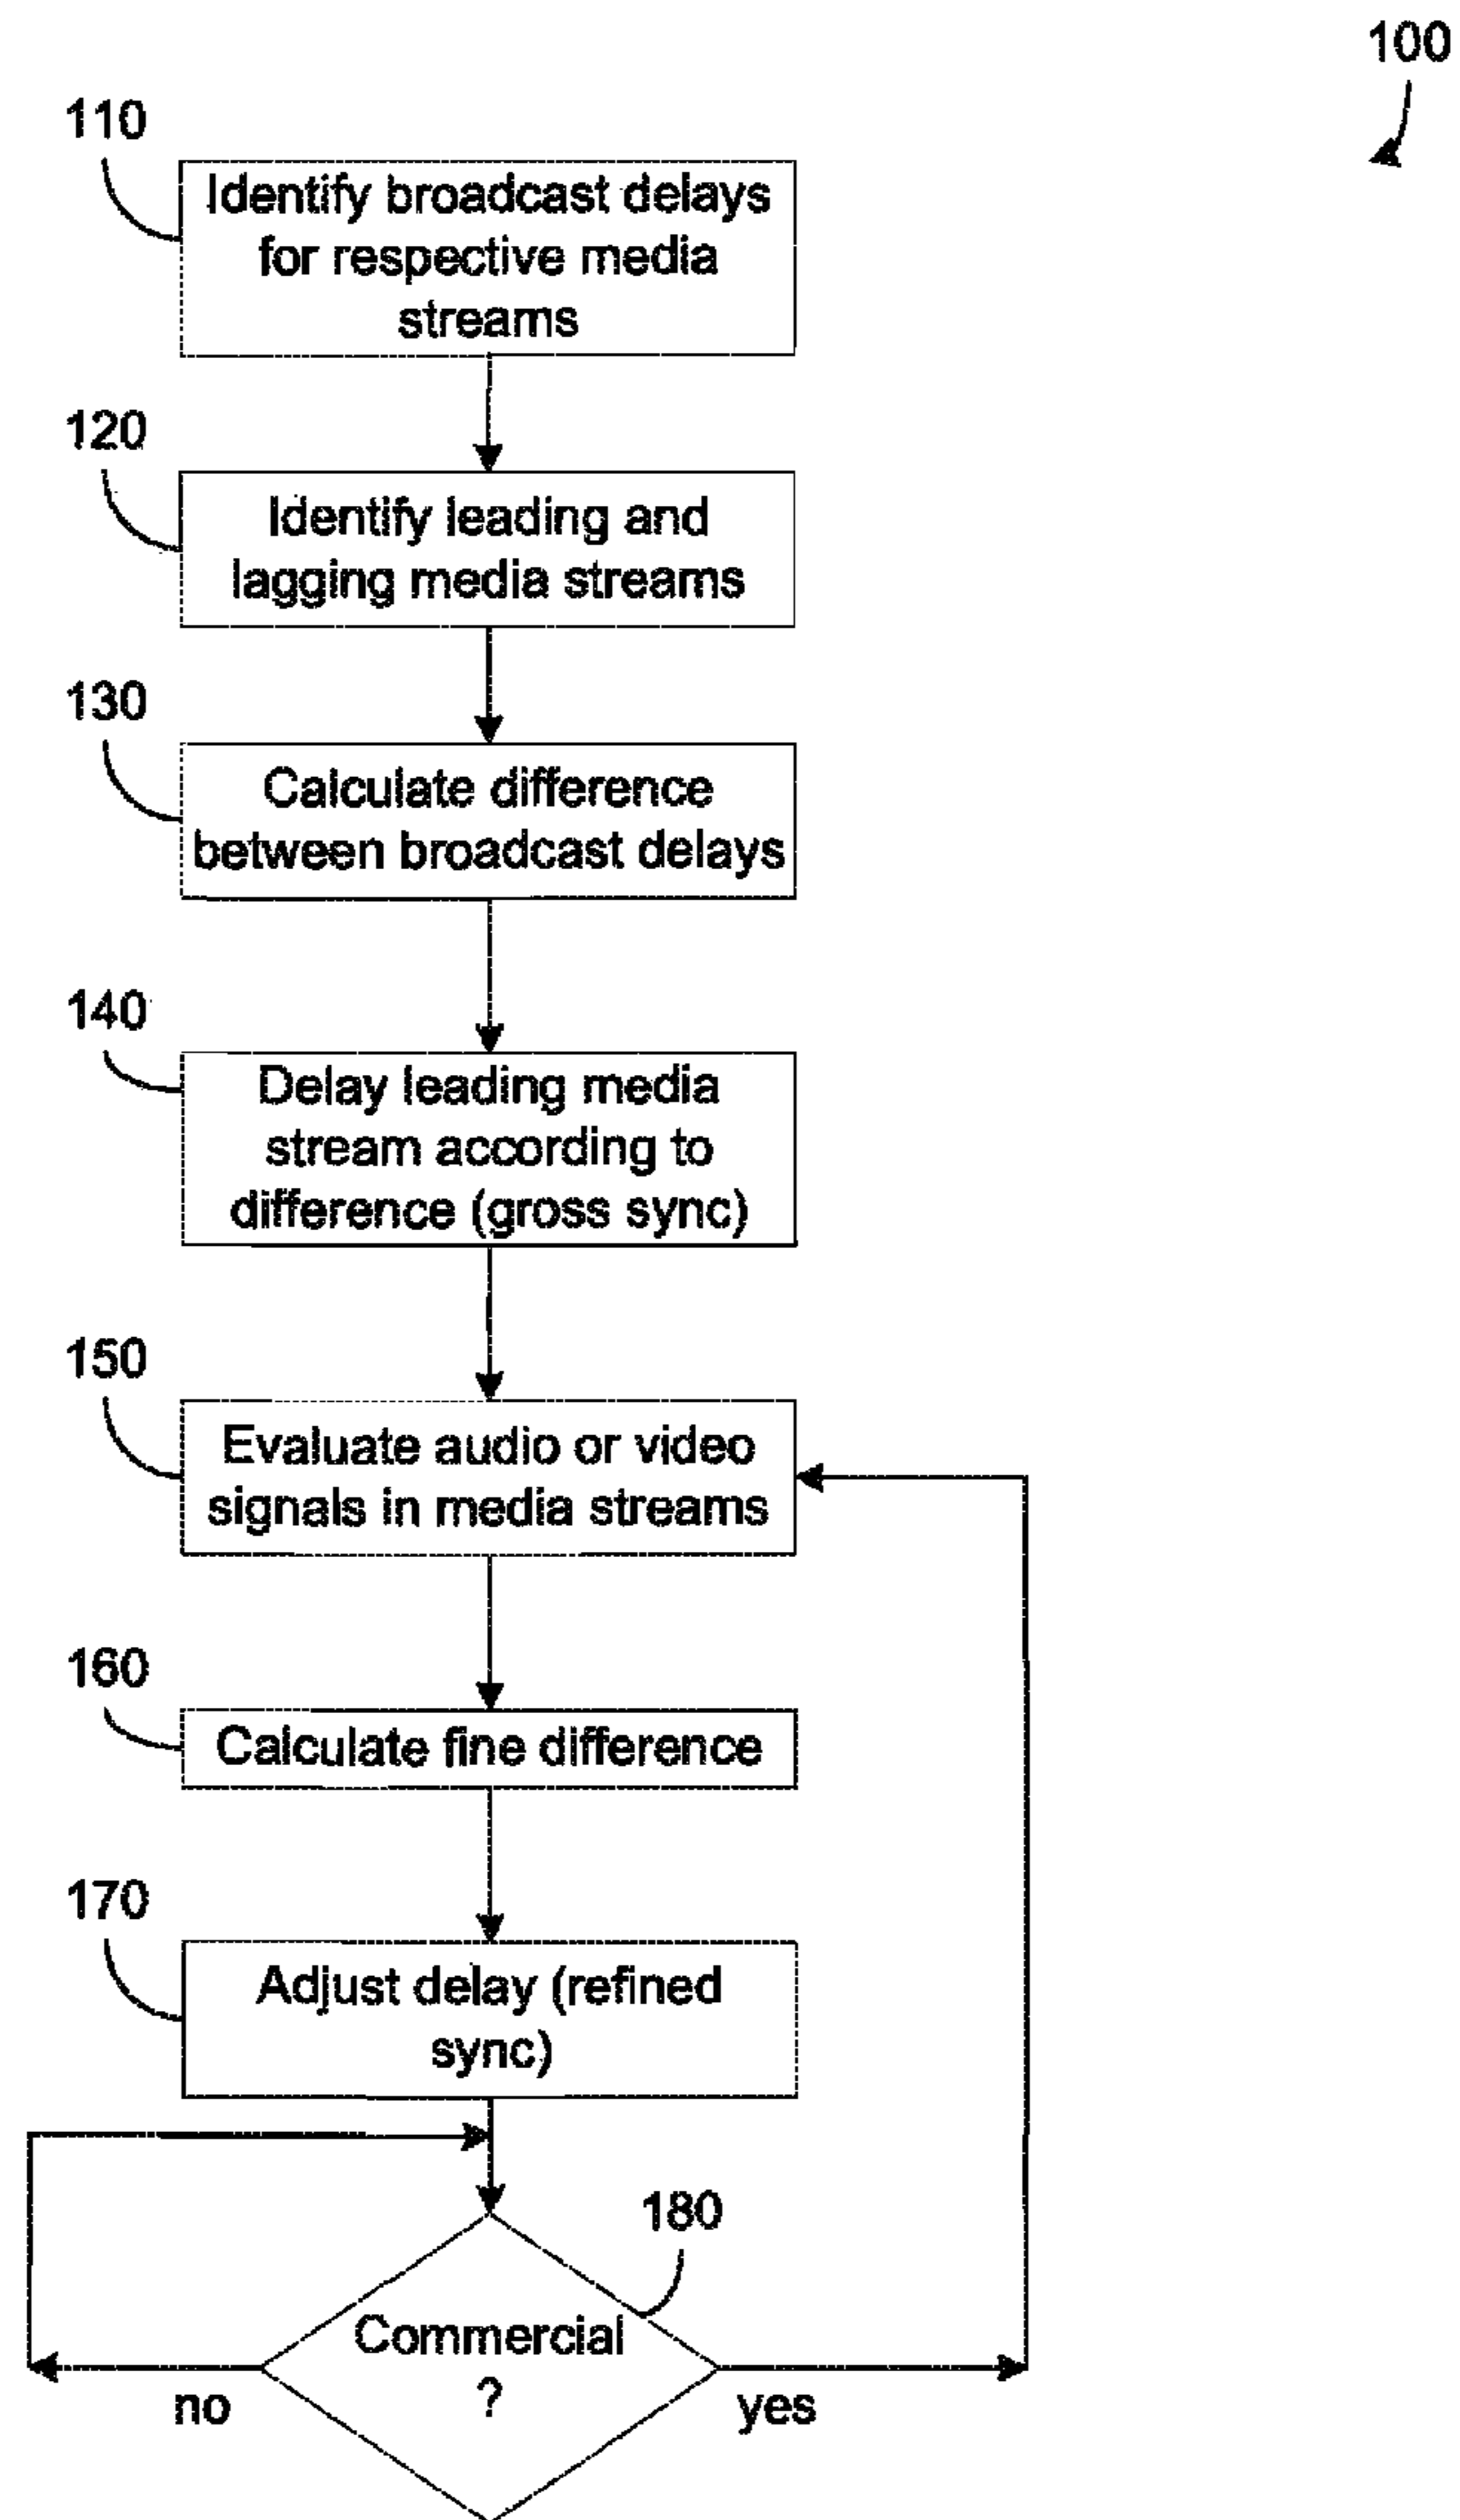 100
110
Identify broadcast delays
for respective media
streams
120
Identify leading and
lagging media streams
130
Calculate difference
between broadcast delays
140
Delay leading media
stream according to
difference (gross sync)
150
Evaluate audio or video
signals in media streams
160
Calculate fine difference
170
Adjust delay (refined
sync)
180
Commercial
?
no
yes